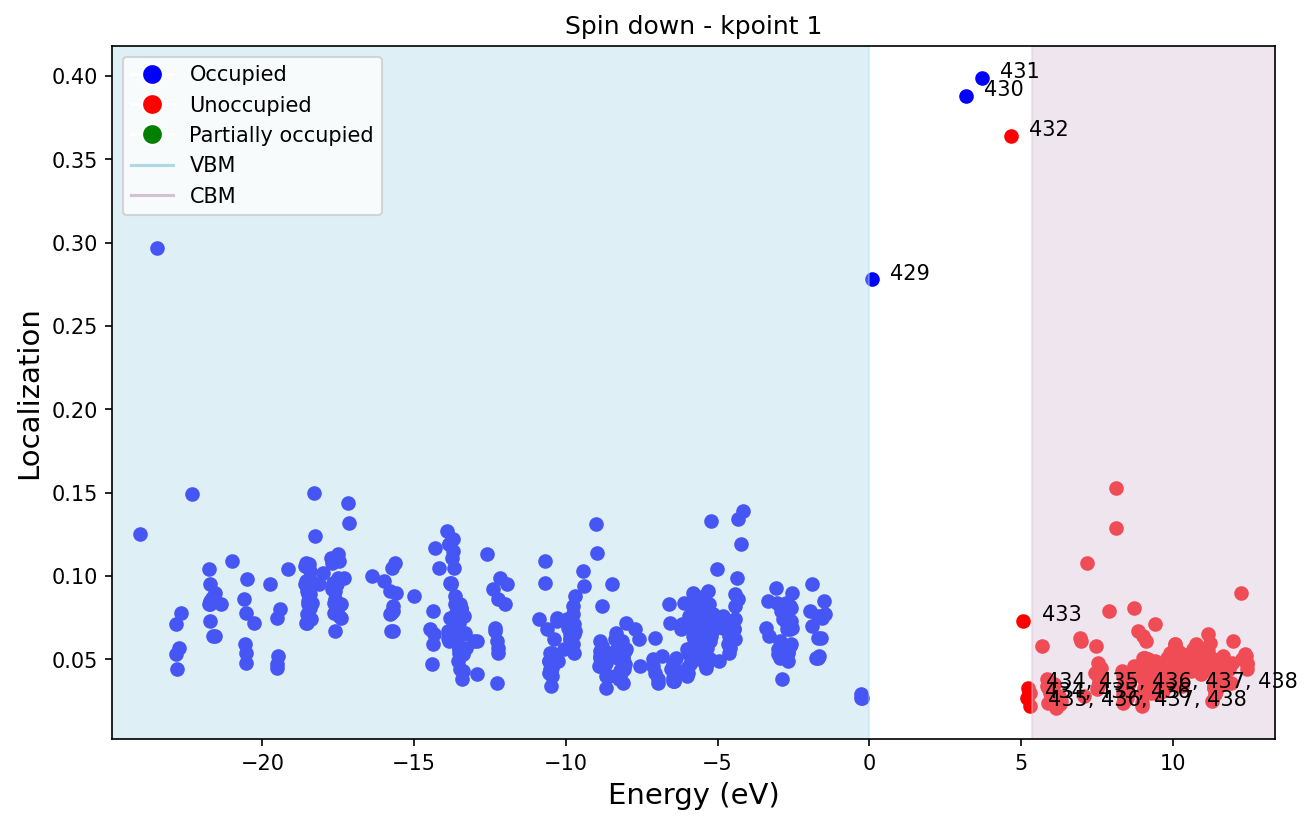 Spin down - kpoint 1
Localization
0.40
0.35
0.30
0.25
0.20
0.15
0.10
0.05
Occupied
Unoccupied
Partially occupied
VBM
CBM
431
430
432
429
433
434, 435, 436, 437, 438
435, 436, 437, 438
−20
−15
−10
−5
0
5
10
Energy (eV)